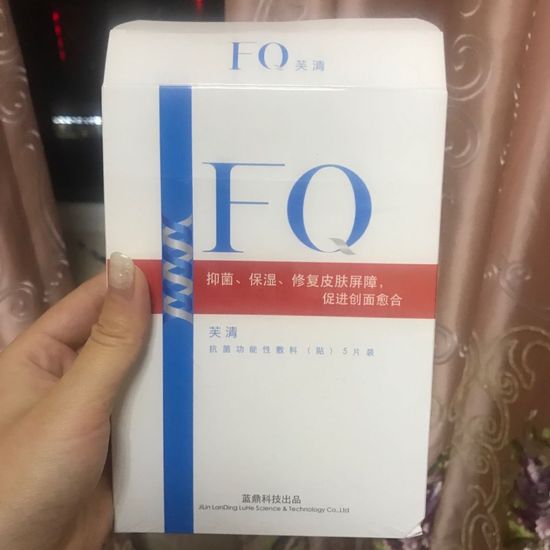 FQ 芙清
FQ
抑菌、保湿、修复皮肤屏障，
促进创面愈合
芙清
抗菌功能性敷料（贴）5片装
蓝鼎科技出品
JiLin LanDing LuHe Science & Technology Co.,Ltd